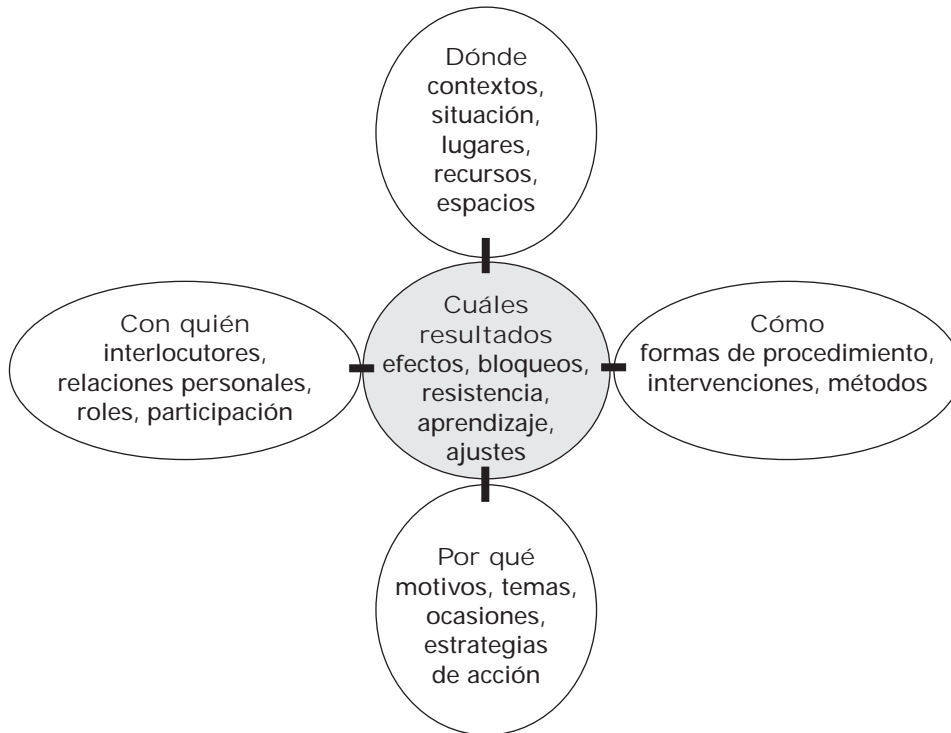 Dónde
contextos,
situación,
lugares,
recursos,
espacios
Con quién
interlocutores,
relaciones personales,
roles, participación
Cuáles
resultados
efectos, bloqueos,
resistencia,
aprendizaje,
ajustes
Cómo
formas de procedimiento,
intervenciones, métodos
Por qué
motivos, temas,
ocasiones,
estrategias
de acción